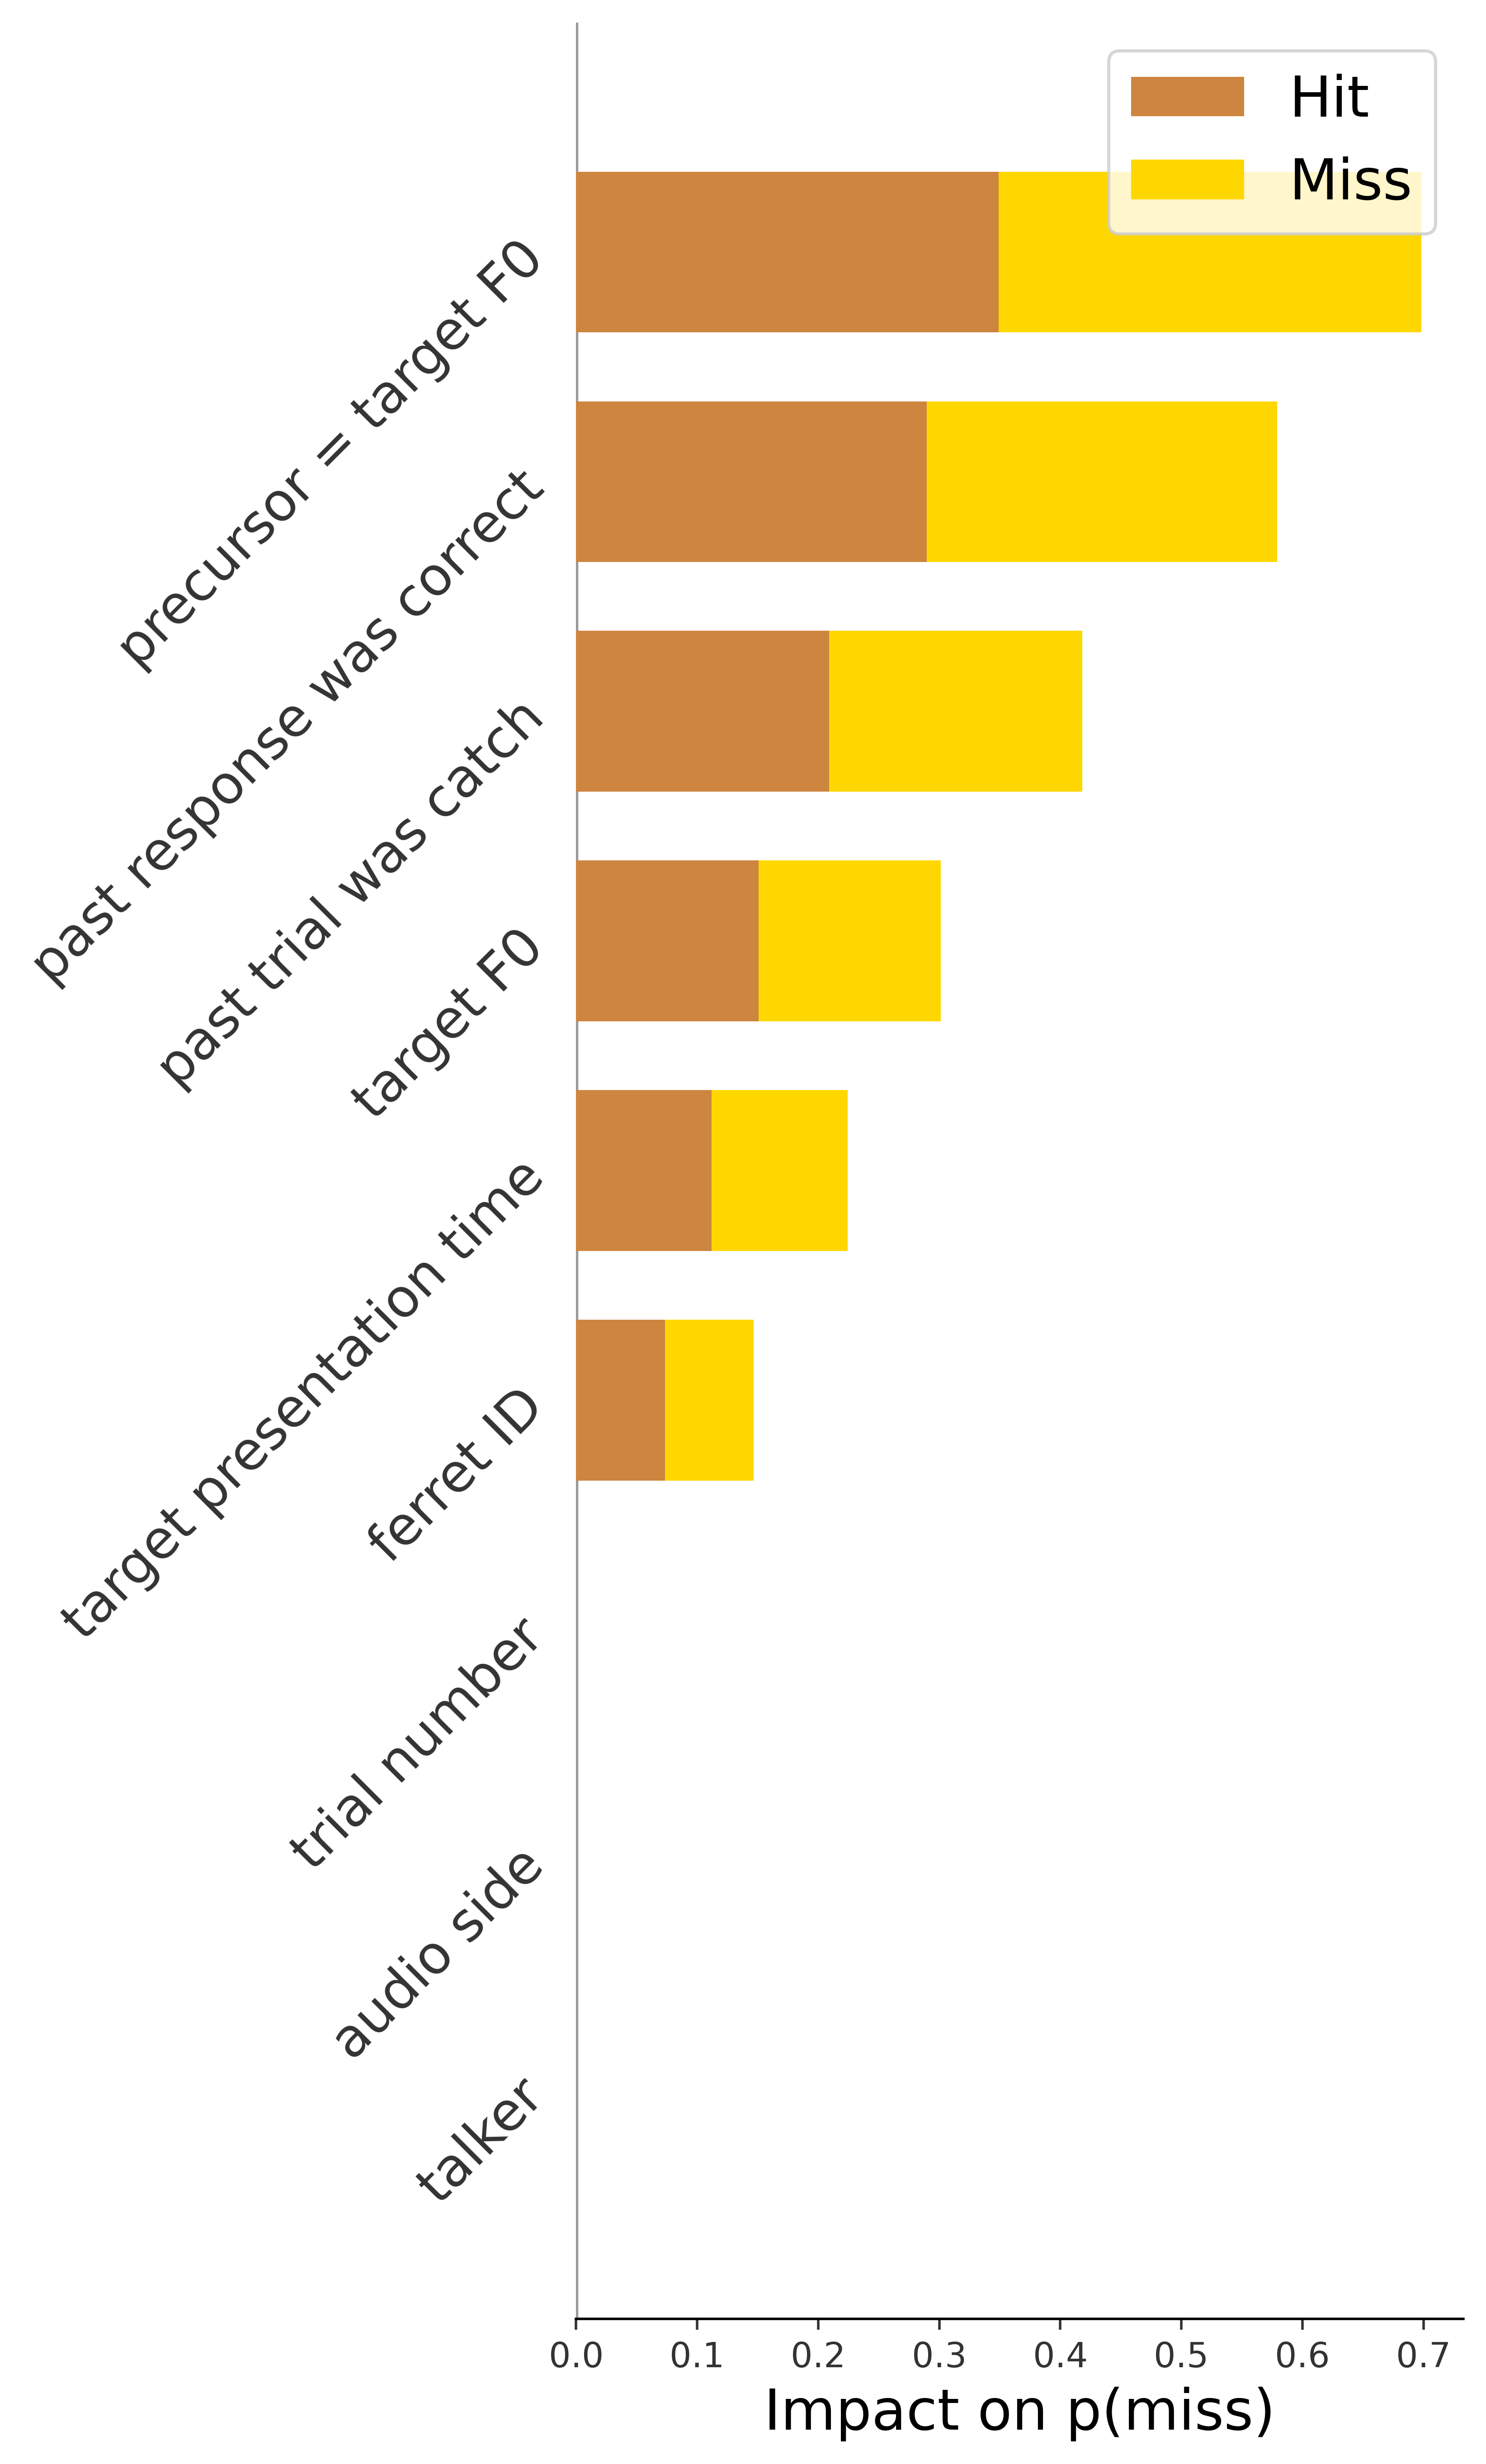 Hit
Miss
precursor = target F0
past response was correct
past trial was catch
target F0
target presentation time
ferret ID
trial number
audio side
talker
0.0 0.1 0.2 0.3 0.4 0.5 0.6 0.7
Impact on p(miss)